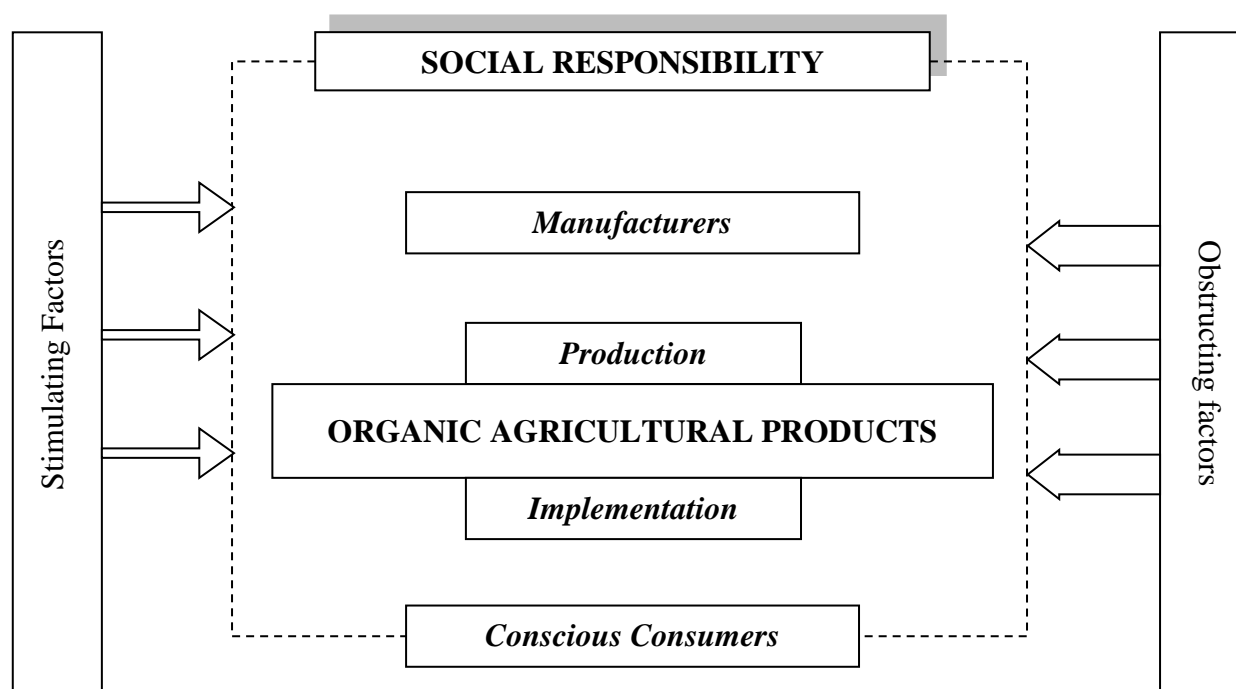 SOCIAL RESPONSIBILITY
Stimulating Factors
Manufacturers
Production
ORGANIC AGRICULTURAL PRODUCTS
Implementation
Conscious Consumers
Obstructing factors